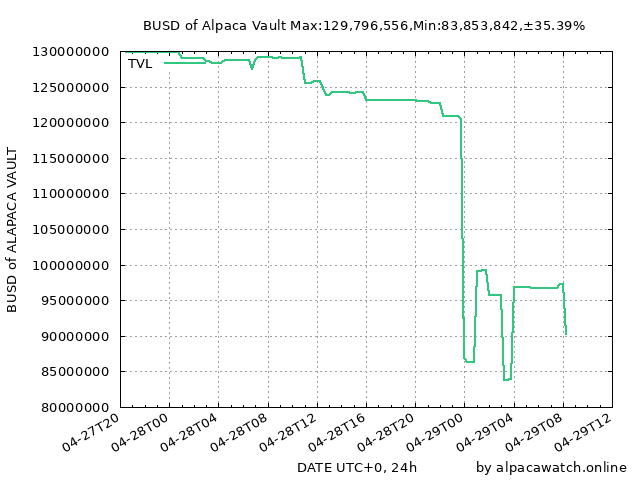 BUSD of Alpaca Vault Max:129,796,556,Min:83,853,842,±35.39%
TVL
130000000
125000000
120000000
115000000
110000000
105000000
100000000
95000000
90000000
85000000
80000000
BUSD of ALAPACA VAULT
04-27T20
04-28T00
04-28T04
04-28T08
04-28T12
04-28T16
04-28T20
04-29T00
04-29T04
04-29T08
04-29T12
DATE UTC+0, 24h
by alpacawatch.online